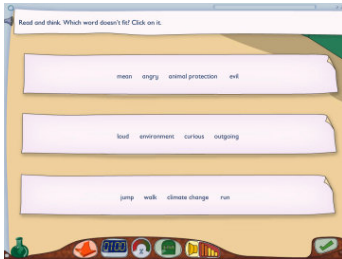 Read and think. Which word doesn't fit? Click on it.
mean angry animal protection evil
loud environment curious outgoing
jump walk climate change run